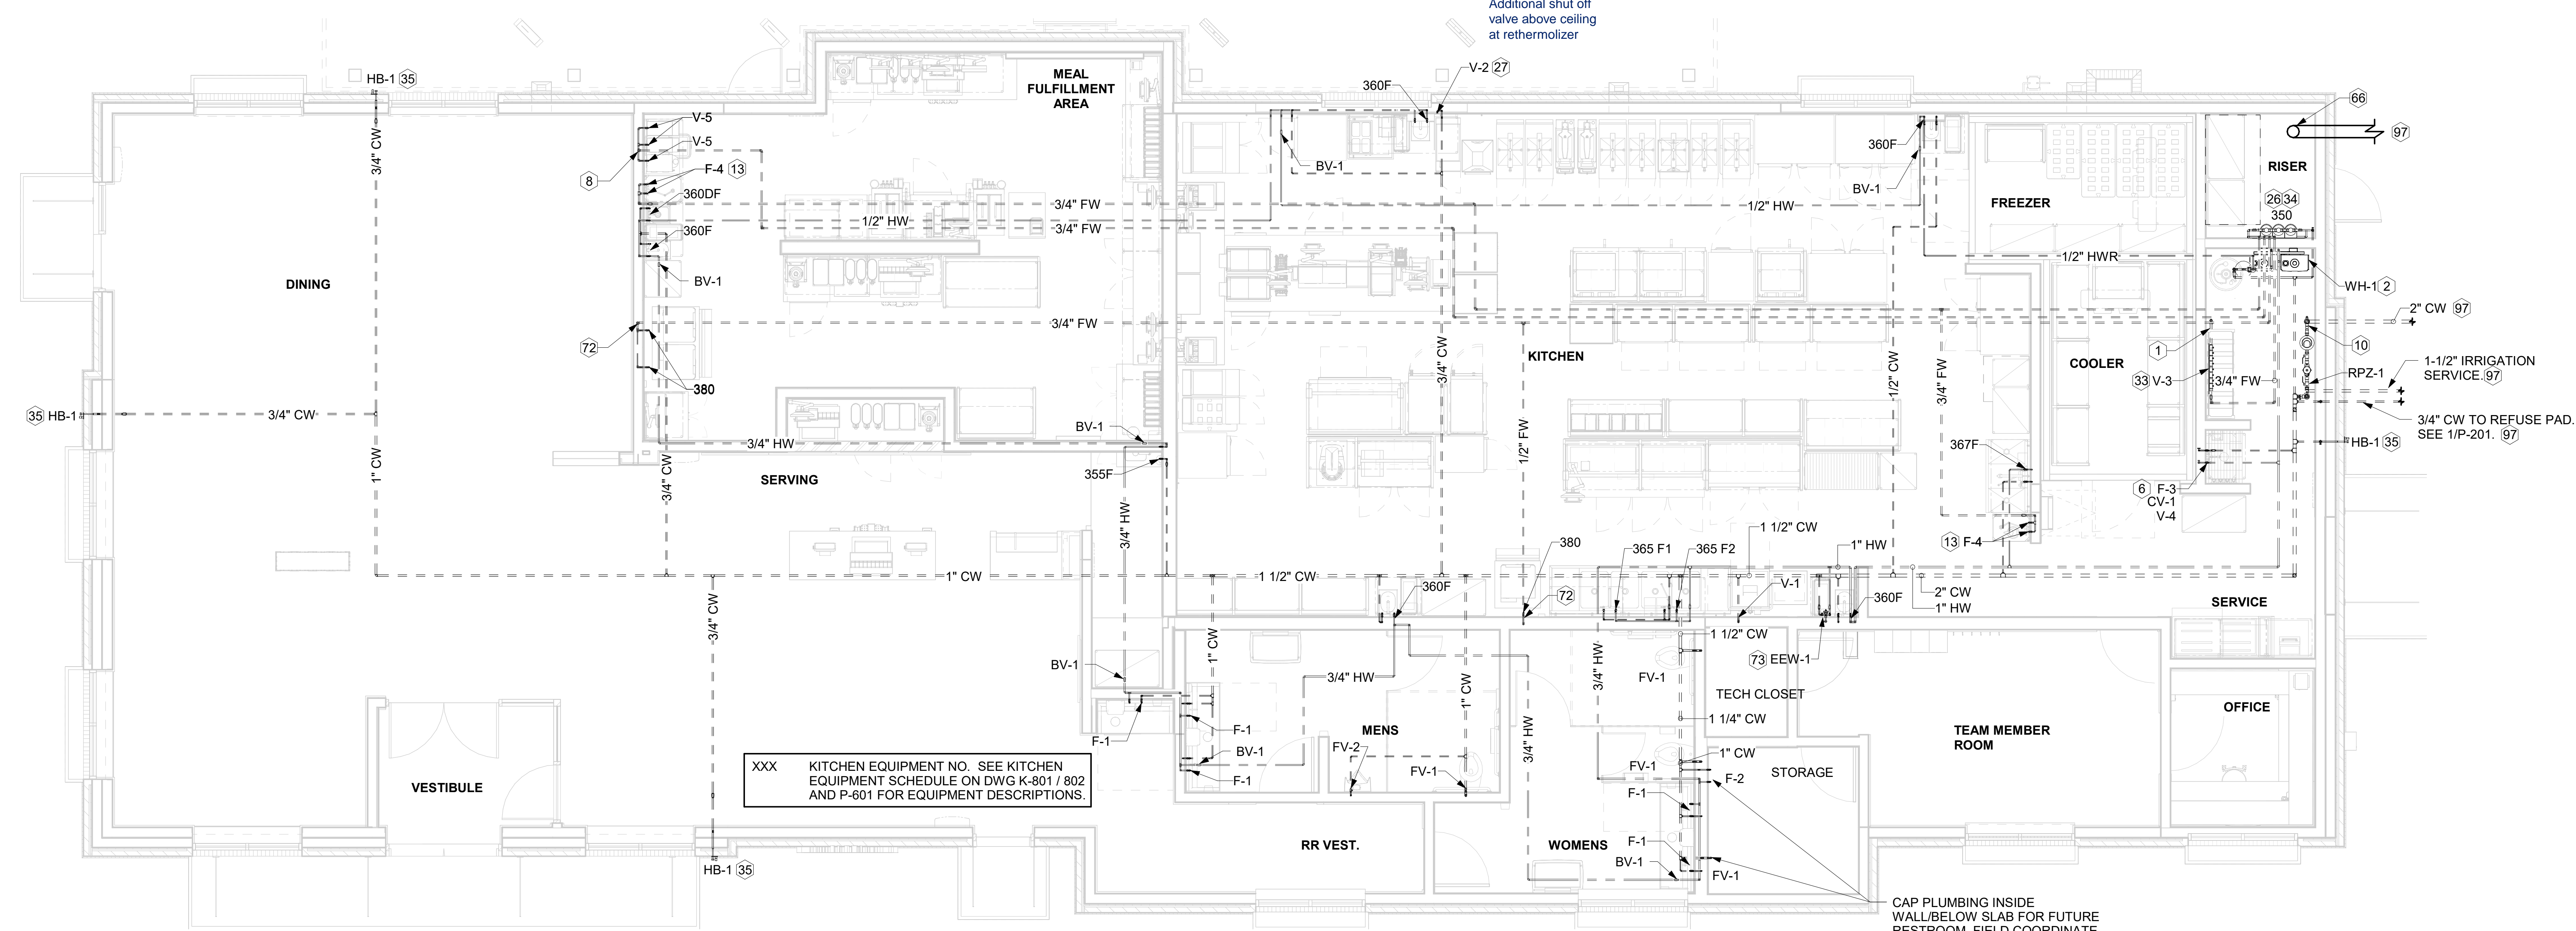 Additional shut off
valve above ceiling
at rethermolizer
HB-1 35
MEAL
FULFILLMENT
AREA
V-2 27
360F
66
97
3/4" CW
V-5
V-5
8
F-4 13
360DF
360F
BV-1
1/2" HW
3/4" FW
3/4" FW
BV-1
1/2" HW
360F
BV-1
FREEZER
RISER
26 34
350
1/2" HWR
WH-1 2
DINING
BV-1
3/4" FW
72
380
KITCHEN
COOLER
1
33 V-3
3/4" FW
2" CW 97
10
RPZ-1
1-1/2" IRRIGATION
SERVICE. 97
3/4" CW TO REFUSE PAD.
SEE 1/P-201. 97
HB-1 35
35 HB-1
3/4" CW
1" CW
3/4" CW
3/4" HW
BV-1
355F
SERVING
3/4" HW
3/4" CW
1/2" FW
1/2" CW
3/4" FW
367F
6 F-3
CV-1
V-4
13 F-4
1 1/2" CW
1" HW
380
365 F1
365 F2
1" CW
1 1/2" CW
V-1
360F
72
360F
2" CW
1" HW
SERVICE
3/4" CW
1" CW
3/4" HW
1" CW
3/4" HW
3/4" HW
1 1/2" CW
73 EEW-1
FV-1
TECH CLOSET
1 1/4" CW
BV-1
F-1
F-1
BV-1
F-1
MENS
FV-2
FV-1
1" CW
FV-1
F-2
STORAGE
TEAM MEMBER
ROOM
OFFICE
XXX KITCHEN EQUIPMENT NO. SEE KITCHEN
EQUIPMENT SCHEDULE ON DWG K-801 / 802
AND P-601 FOR EQUIPMENT DESCRIPTIONS.
VESTIBULE
HB-1 35
RR VEST.
WOMENS
F-1
F-1
BV-1
FV-1
CAP PLUMBING INSIDE
WALL/BELOW SLAB FOR FUTURE
RESTROOM. FIELD COORDINATE